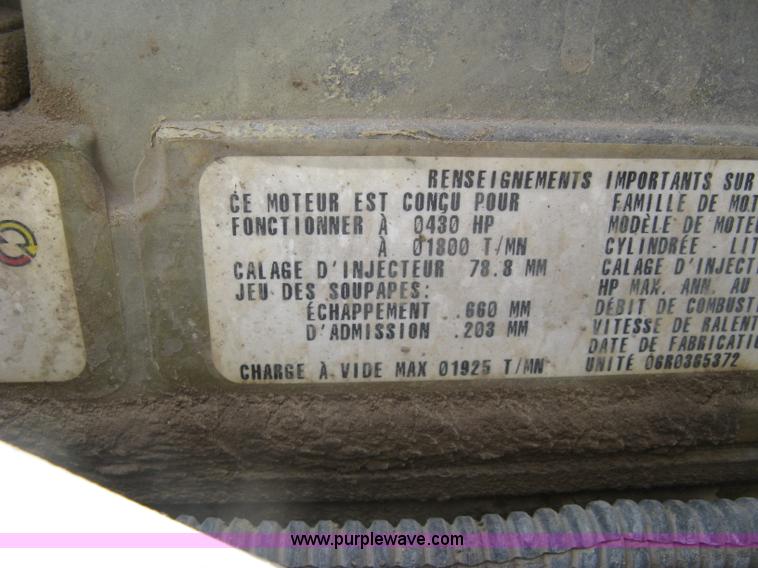 RENSEIGNEMENTS IMPORTANTS SUR
CE MOTEUR EST CONÇU POUR
FONCTIONNER À 0430 HP
À 01800 T/MN
CALAGE D'INJECTEUR 78.8 MM
JEU DES SOUPAPES:
ÉCHAPPEMENT .660 MM
D'ADMISSION .203 MM
CHARGE À VIDE MAX 01925 T/MN
FAMILLE DE MOT
MODÈLE DE MOTE
CYLINDRÉE - LIT
CALAGE D'INJECT
HP MAX. ANN. AU
DÉBIT DE COMBUST
VITESSE DE RALENT
DATE DE FABRICATIO
UNITÉ 06R0365372
www.purplewave.com